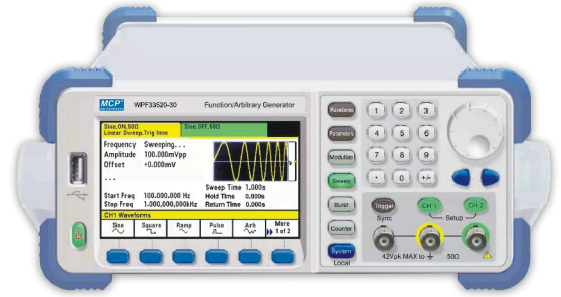 MCP WPF33520-30 Function/Arbitrary Generator
Sine,ON,50Ω Sine,OFF,50Ω
Linear Sweep,Trig Imm
Frequency Sweeping...
Amplitude 100.000mVpp
Offset +0.000mV
...
Sweep Time 1.000s
Start Freq 100.000,000 Hz Hold Time 0.000s
Stop Freq 1.000,000,000kHz Return Time 0.000s
CH1 Waveforms
Sine Square Ramp Pulse Arb More
1 of 2
Waveforms 1 2 3
Parameters 4 5 6
Modulate 7 8 9
Sweep . 0 +/-
Burst Trigger CH 1 CH 2
Sync Setup
Counter
System 42Vpk MAX to 50Ω
Local